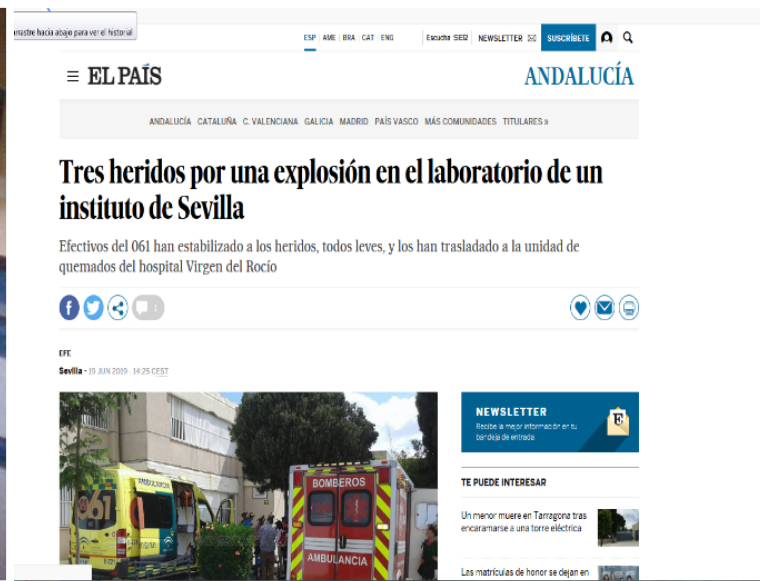 arrastre hacia abajo para ver el historial
ESP AME BRA CAT ENG Escucha SER NEWSLETTER SUSCRÍBETE
EL PAÍS
ANDALUCÍA
ANDALUCÍA CATALUÑA C. VALENCIANA GALICIA MADRID PAÍS VASCO MÁS COMUNIDADES TITULARES »
Tres heridos por una explosión en el laboratorio de un
instituto de Sevilla
Efectivos del 061 han estabilizado a los heridos, todos leves, y los han trasladado a la unidad de
quemados del hospital Virgen del Rocío
EFE
Sevilla - 19 JUN 2019 - 14:25 CEST
NEWSLETTER
Recibe la mejor información en tu
bandeja de entrada
E
TE PUEDE INTERESAR
Un menor muere en Tarragona tras
encaramarse a una torre eléctrica
Las matrículas de honor se dejan en
061
AMBULANCIA
BOMBEROS
AMBULANCIA